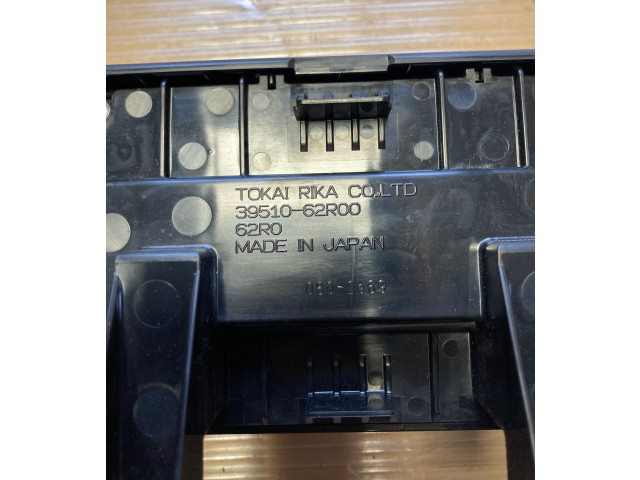 TOKAI RIKA CO.LTD
39510-62R00
62R0
MADE IN JAPAN